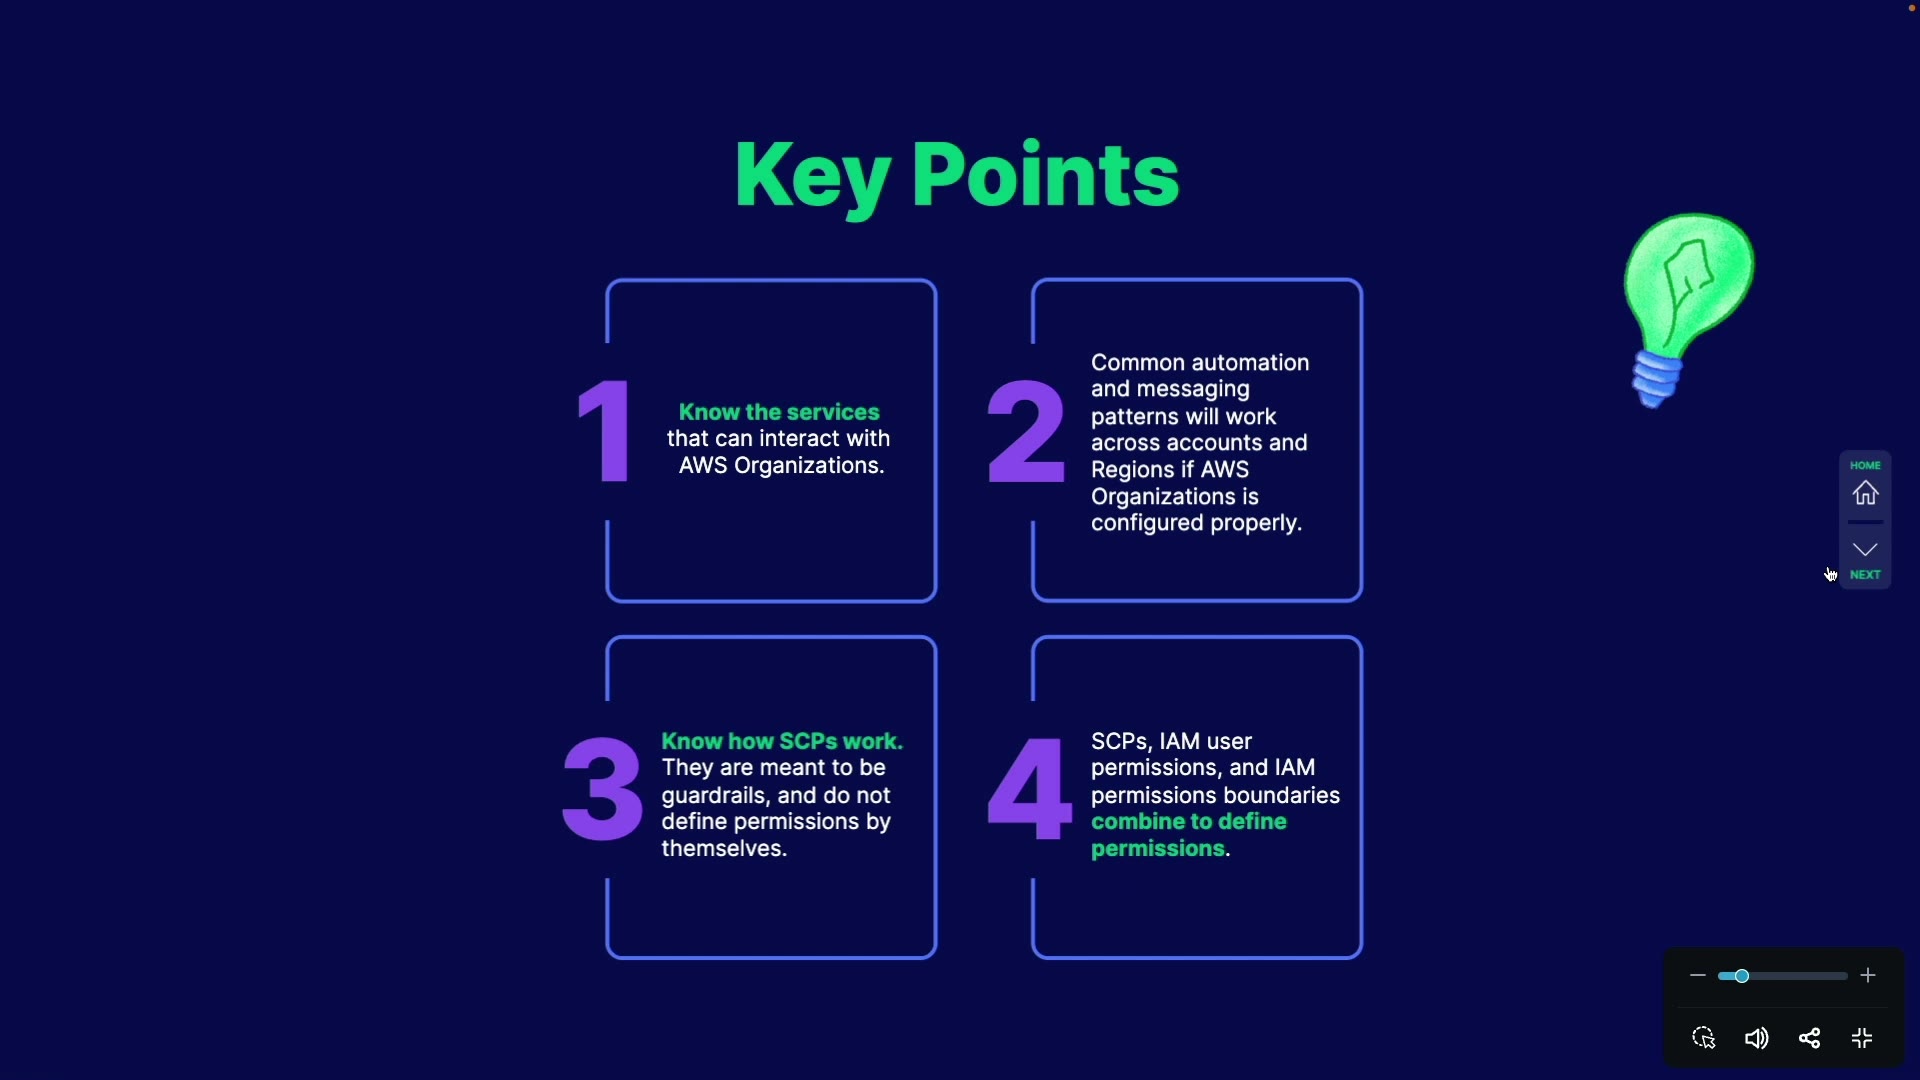 Key Points
1
Know the services
that can interact with
AWS Organizations.
2
Common automation
and messaging
patterns will work
across accounts and
Regions if AWS
Organizations is
configured properly.
3
Know how SCPs work.
They are meant to be
guardrails, and do not
define permissions by
themselves.
4
SCPs, IAM user
permissions, and IAM
permissions boundaries
combine to define
permissions.
HOME
NEXT